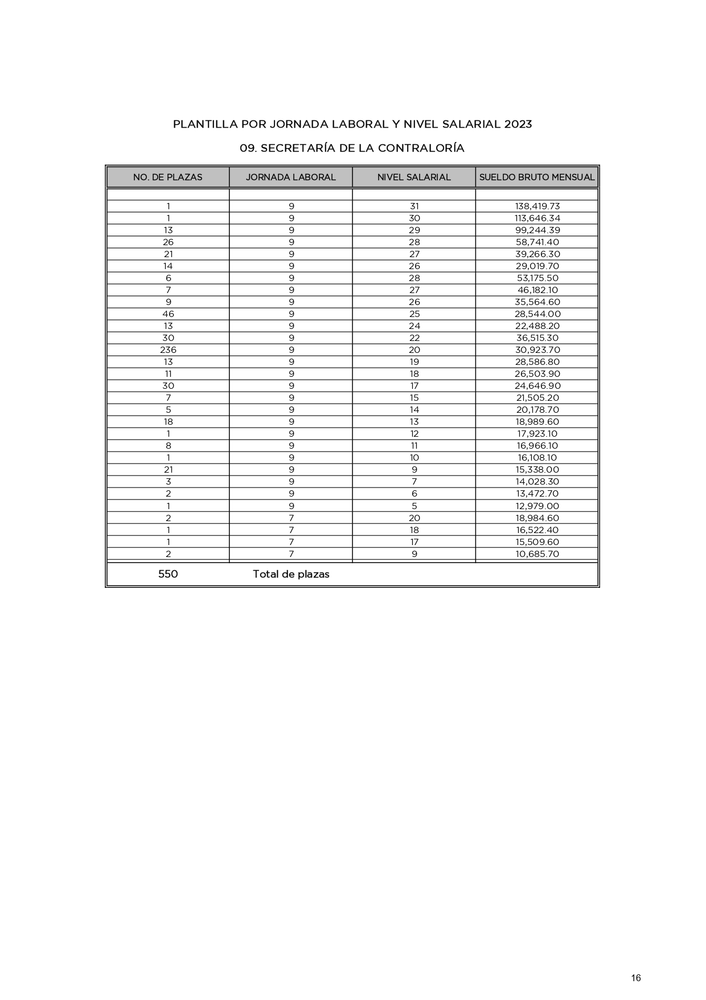 PLANTILLA POR JORNADA LABORAL Y NIVEL SALARIAL 2023
09. SECRETARÍA DE LA CONTRALORÍA
NO. DE PLAZAS JORNADA LABORAL NIVEL SALARIAL SUELDO BRUTO MENSUAL
1 9 31 138,419.73
1 9 30 113,646.34
13 9 29 99,244.39
26 9 28 58,741.40
21 9 27 39,266.30
14 9 26 29,019.70
6 9 28 53,175.50
7 9 27 46,182.10
9 9 26 35,564.60
46 9 25 28,544.00
13 9 24 22,488.20
30 9 22 36,515.30
236 9 20 30,923.70
13 9 19 28,586.80
11 9 18 26,503.90
30 9 17 24,646.90
7 9 15 21,505.20
5 9 14 20,178.70
18 9 13 18,989.60
1 9 12 17,923.10
8 9 11 16,966.10
1 9 10 16,108.10
21 9 9 15,338.00
3 9 7 14,028.30
2 9 6 13,472.70
1 9 5 12,979.00
2 7 20 18,984.60
1 7 18 16,522.40
1 7 17 15,509.60
2 7 9 10,685.70
550 Total de plazas
16